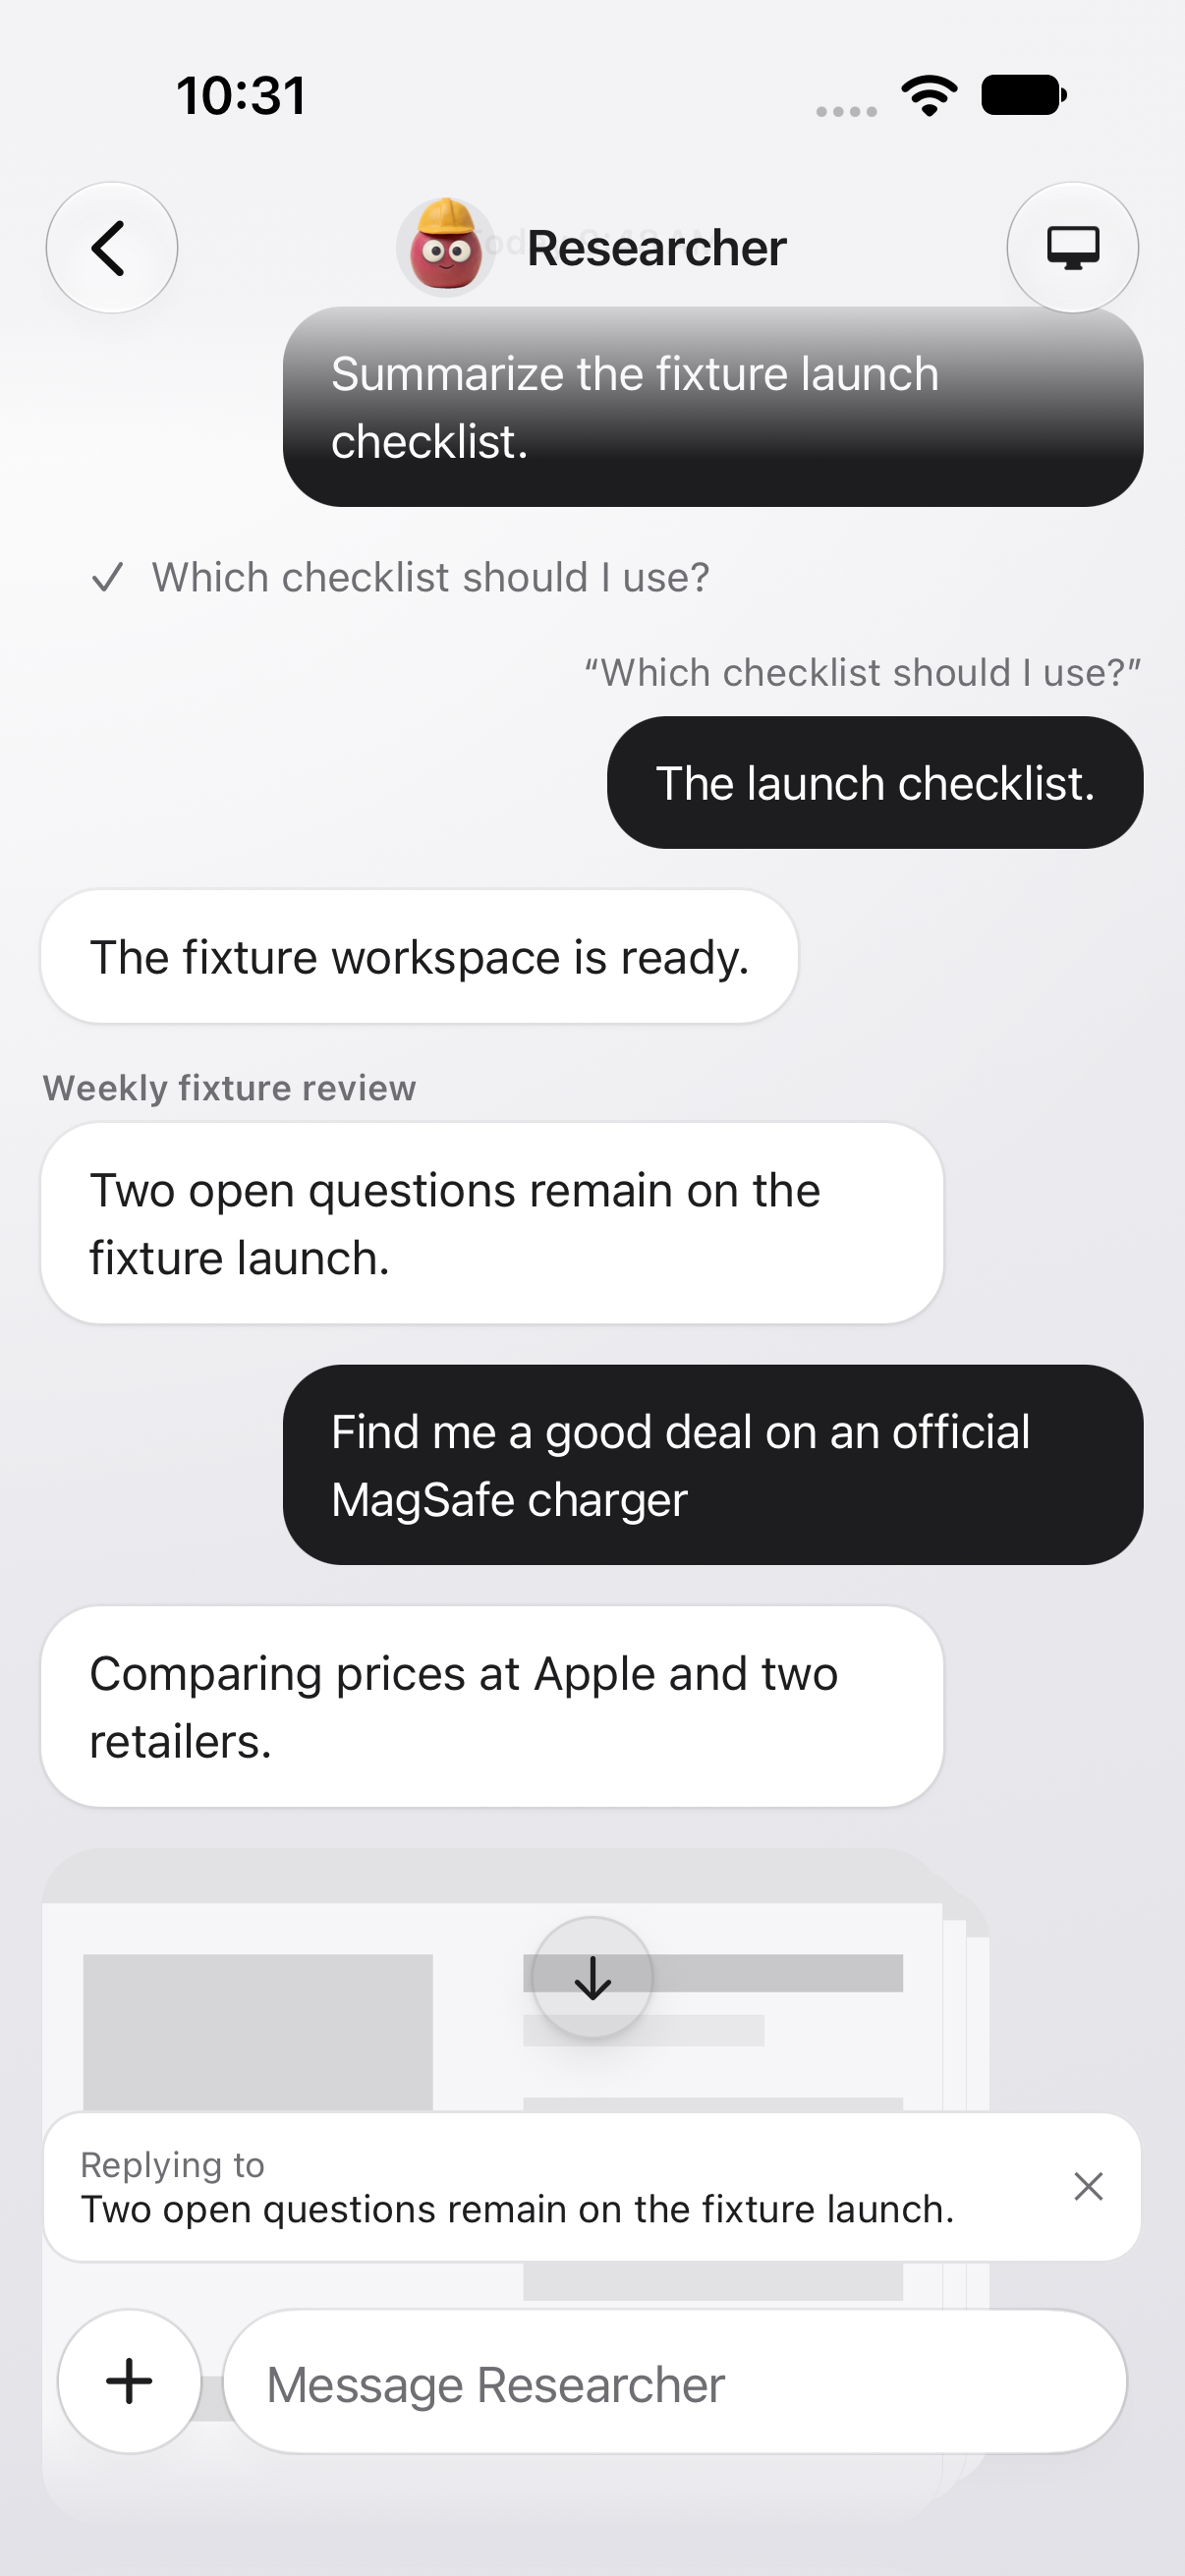 10:31
Researcher
Summarize the fixture launch
checklist.
Which checklist should I use?
“Which checklist should I use?”
The launch checklist.
The fixture workspace is ready.
Weekly fixture review
Two open questions remain on the
fixture launch.
Find me a good deal on an official
MagSafe charger
Comparing prices at Apple and two
retailers.
Replying to
Two open questions remain on the fixture launch.
Message Researcher